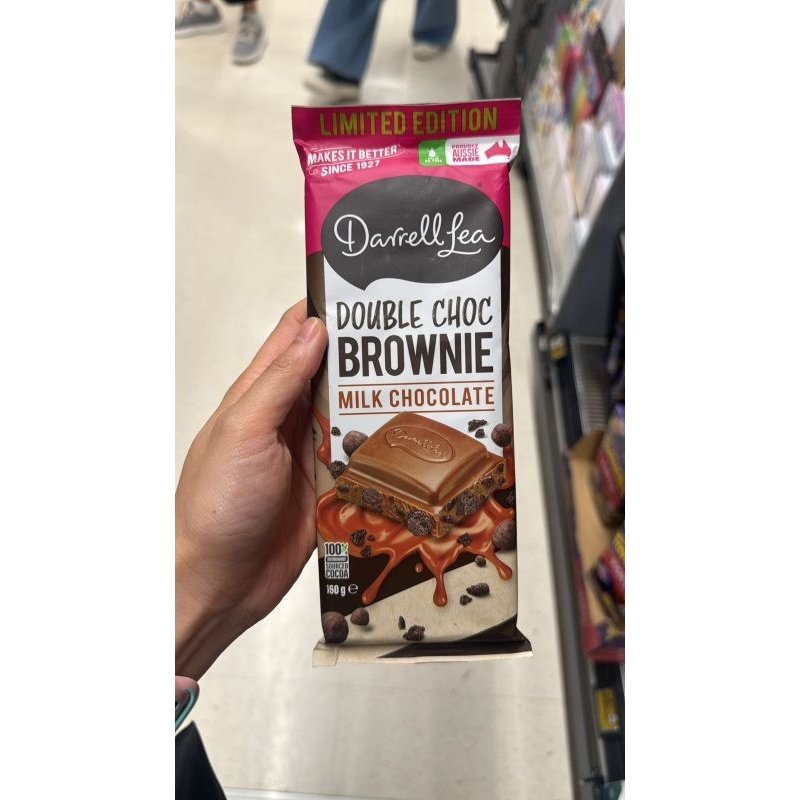 LIMITED EDITION
MAKES IT BETTER
SINCE 1927
PROUDLY
AUSSIE
MADE
Darrell Lea
DOUBLE CHOC
BROWNIE
MILK CHOCOLATE
Darrell Lea
100%
SOURCED
COCOA
160g e